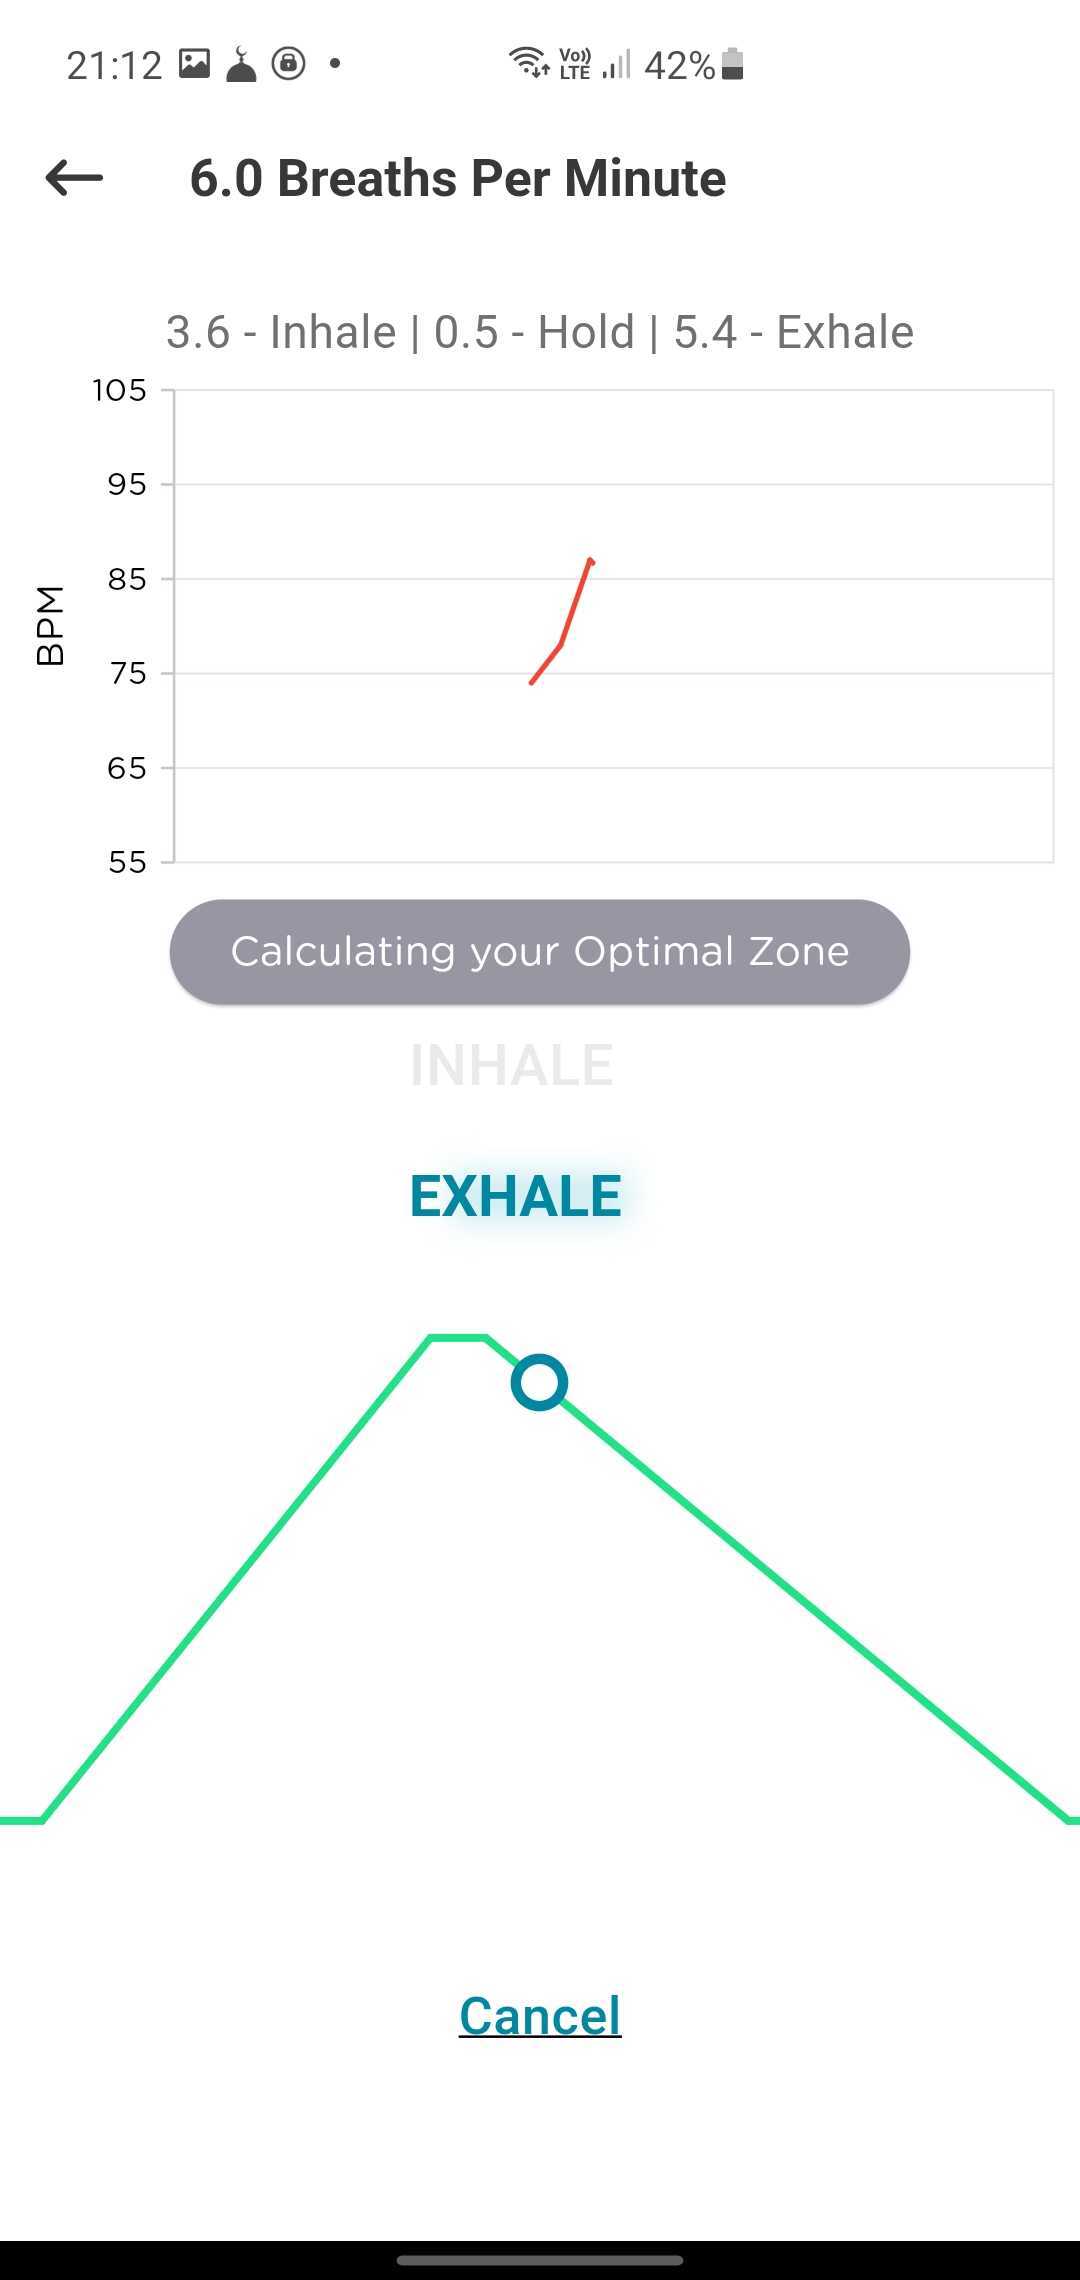 21:12 Vo)) LTE 42%
6.0 Breaths Per Minute
3.6 - Inhale | 0.5 - Hold | 5.4 - Exhale
105
95
85
BPM
75
65
55
Calculating your Optimal Zone
INHALE
EXHALE
Cancel